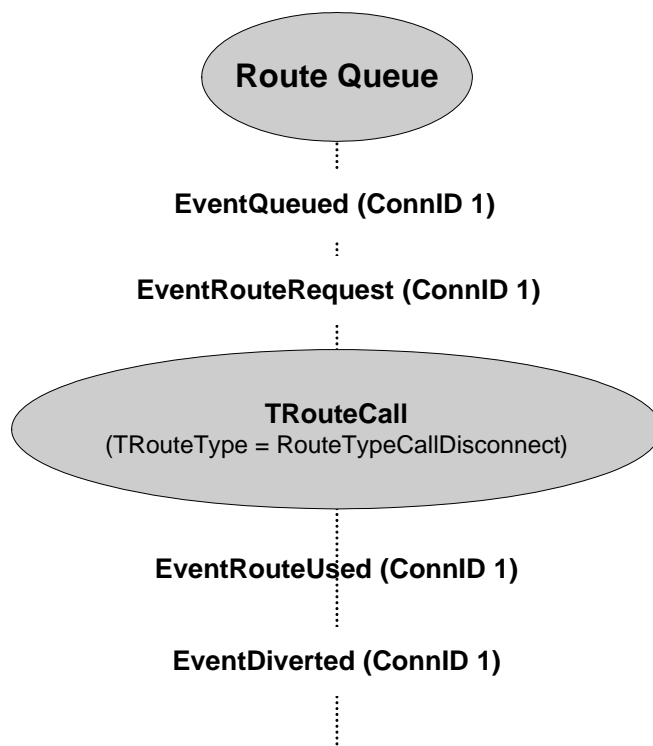 Route Queue
EventQueued (ConnID 1)
EventRouteRequest (ConnID 1)
TRouteCall
(TRouteType = RouteTypeCallDisconnect)
EventRouteUsed (ConnID 1)
EventDiverted (ConnID 1)